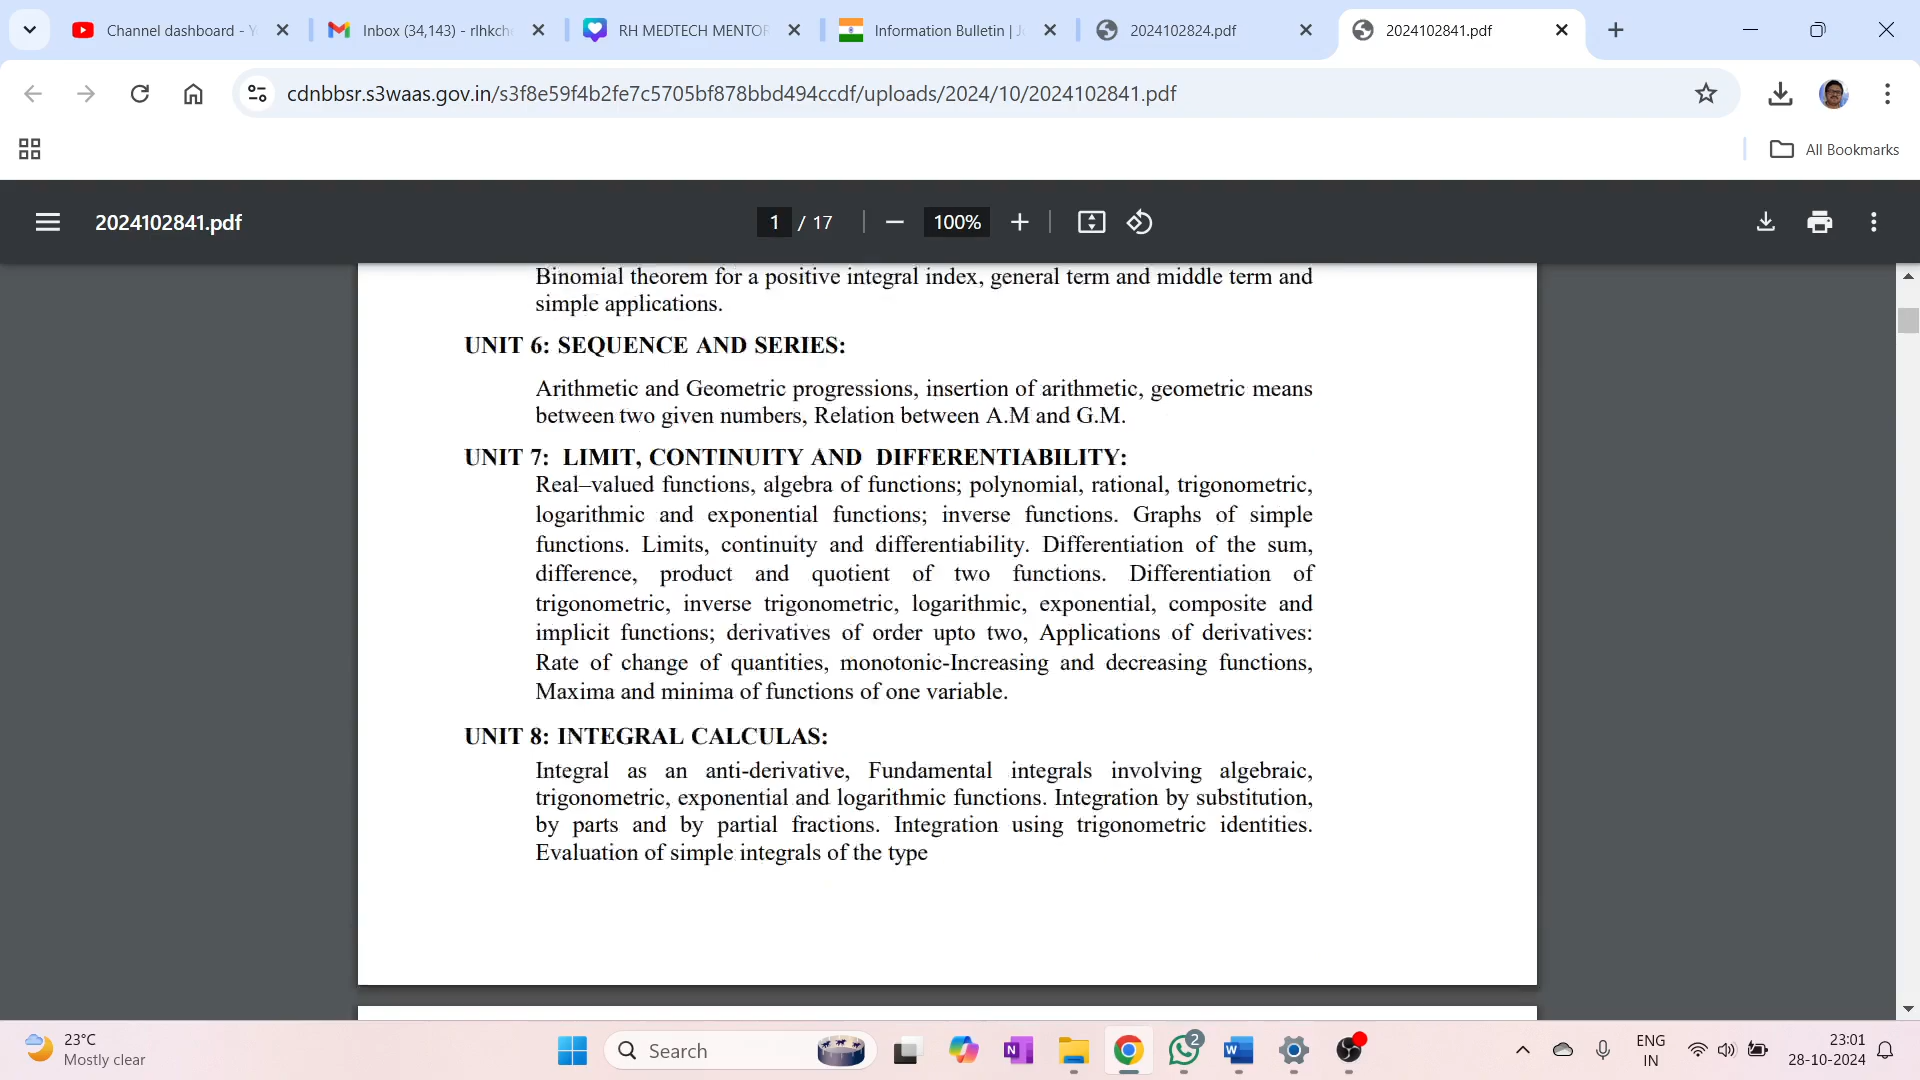 Channel dashboard - Y
Inbox (34,143) - rlhkch
RH MEDTECH MENTOR
Information Bulletin | Ju
2024102824.pdf
2024102841.pdf
cdnbbsr.s3waas.gov.in/s3f8e59f4b2fe7c5705bf878bbd494ccdf/uploads/2024/10/2024102841.pdf
All Bookmarks
2024102841.pdf
1 / 17
100%
Binomial theorem for a positive integral index, general term and middle term and
simple applications.
UNIT 6: SEQUENCE AND SERIES:
Arithmetic and Geometric progressions, insertion of arithmetic, geometric means
between two given numbers, Relation between A.M and G.M.
UNIT 7: LIMIT, CONTINUITY AND DIFFERENTIABILITY:
Real–valued functions, algebra of functions; polynomial, rational, trigonometric,
logarithmic and exponential functions; inverse functions. Graphs of simple
functions. Limits, continuity and differentiability. Differentiation of the sum,
difference, product and quotient of two functions. Differentiation of
trigonometric, inverse trigonometric, logarithmic, exponential, composite and
implicit functions; derivatives of order upto two, Applications of derivatives:
Rate of change of quantities, monotonic-Increasing and decreasing functions,
Maxima and minima of functions of one variable.
UNIT 8: INTEGRAL CALCULAS:
Integral as an anti-derivative, Fundamental integrals involving algebraic,
trigonometric, exponential and logarithmic functions. Integration by substitution,
by parts and by partial fractions. Integration using trigonometric identities.
Evaluation of simple integrals of the type
23°C
Mostly clear
Search
2
ENG
IN
23:01
28-10-2024